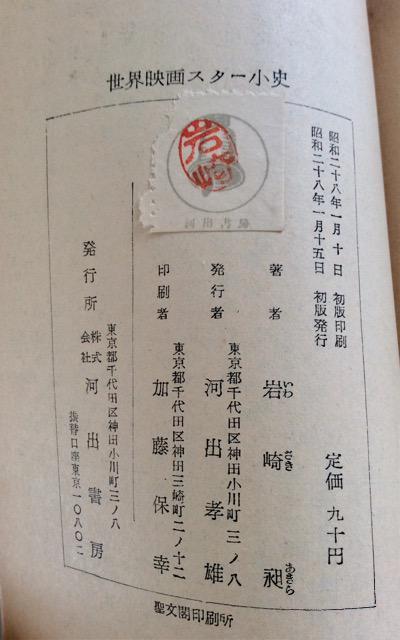 世界映画スター小史
昭和二十八年一月十日　初版印刷
昭和二十八年一月十五日　初版発行
定価　九十円
著者　岩崎　昶
いわ　ざき　あきら
東京都千代田区神田小川町三ノ八
発行者　河出孝雄
東京都千代田区神田三崎町二ノ十二
印刷者　加藤保幸
東京都千代田区神田小川町三ノ八
発行所　株式会社　河出書房
振替口座東京一〇八〇二
聖文閣印刷所
岩崎
河出書房